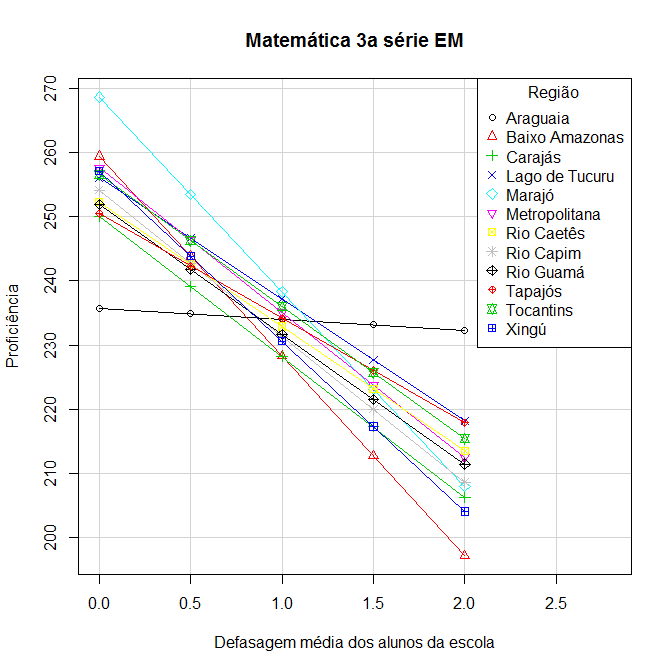 Matemática 3a série EM
Região
Araguaia
Baixo Amazonas
Carajás
Lago de Tucuru
Marajó
Metropolitana
Rio Caetês
Rio Capim
Rio Guamá
Tapajós
Tocantins
Xingú
Proficiência
270
260
250
240
230
220
210
200
0.0 0.5 1.0 1.5 2.0 2.5
Defasagem média dos alunos da escola